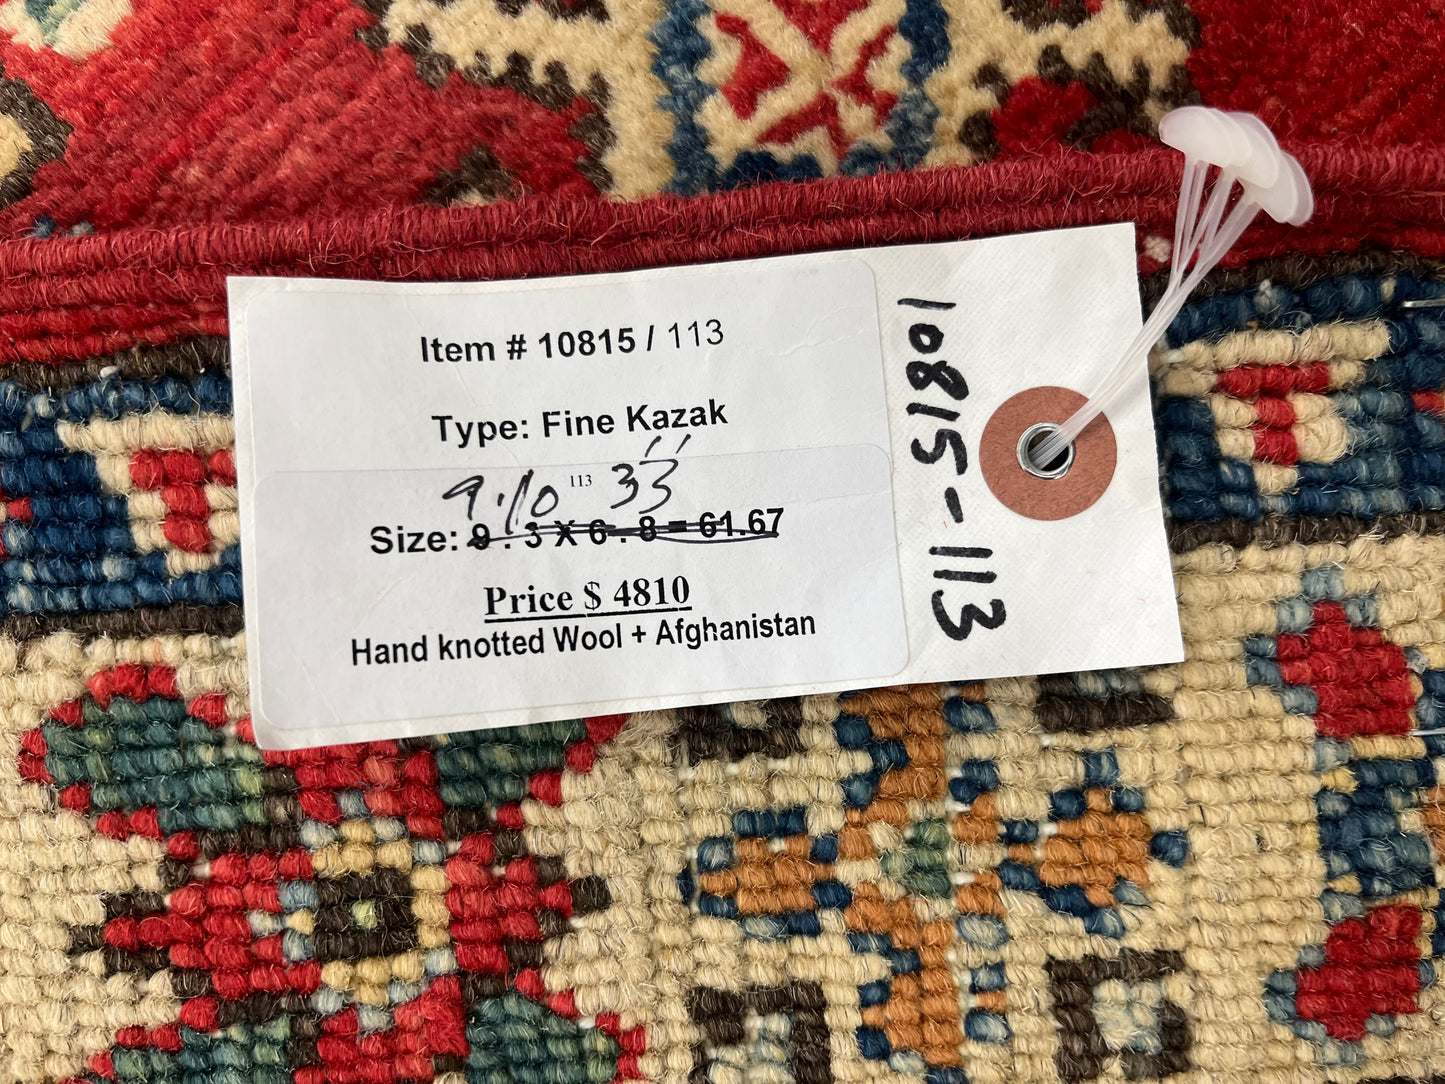 Item # 10815 / 113
Type: Fine Kazak
9.10 113 33"
Size: 9 . 3 X 6 . 8 = 61.67
Price $ 4810
Hand knotted Wool + Afghanistan
10815-113